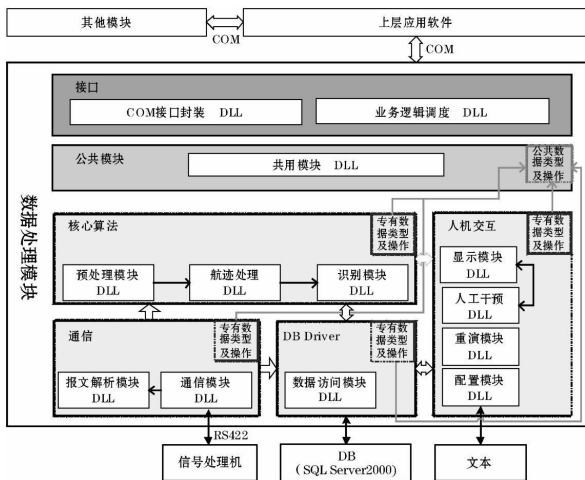 其他模块
上层应用软件
COM
COM
数据处理模块
接口
COM接口封装 DLL
业务逻辑调度 DLL
公共模块
共用模块 DLL
公共数
据类型
及操作
核心算法
专有数
据类型
及操作
预处理模块
DLL
航迹处理
DLL
识别模块
DLL
人机交互
专有数
据类型
及操作
显示模块
DLL
人工干预
DLL
重演模块
DLL
配置模块
DLL
通信
专有数
据类型
及操作
报文解析模块
DLL
通信模块
DLL
DB Driver
专有数
据类型
及操作
数据访问模块
DLL
RS422
信号处理机
DB
(SQL Server2000)
文本